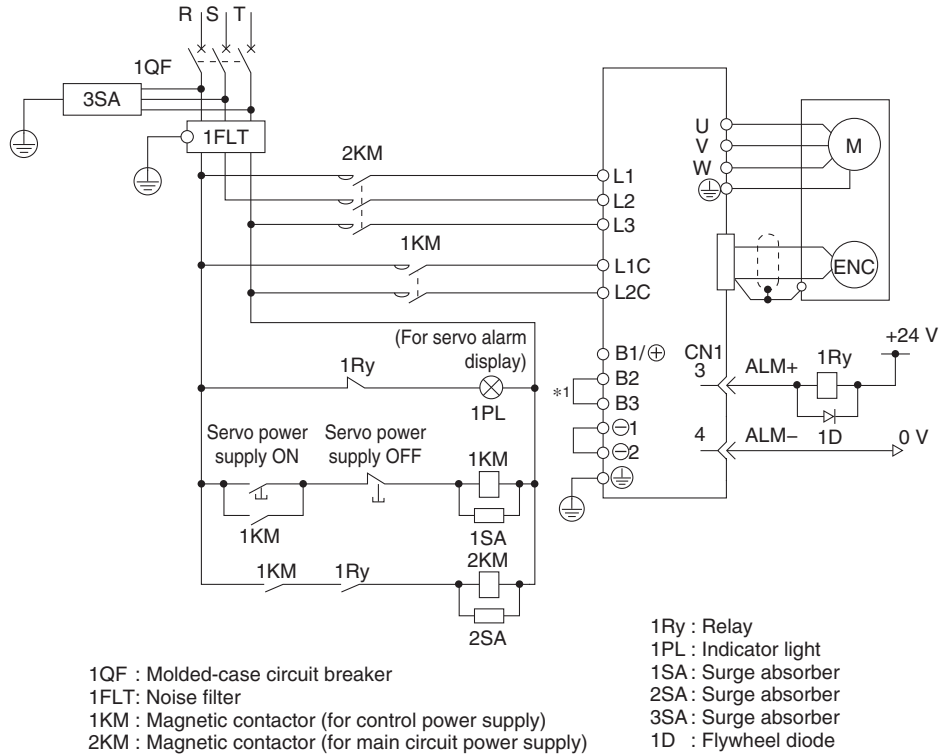 R S T
1QF
3SA
1FLT
2KM
1KM
L1
L2
L3
L1C
L2C
B1/⊕
B2
B3
*1
⊖1
⊖2
U
V
W
M
ENC
CN1
3
ALM+
1Ry
+24 V
4
ALM−
1D
0 V
(For servo alarm
display)
1Ry
1PL
Servo power
supply ON
Servo power
supply OFF
1KM
1KM
1SA
1KM
1Ry
2KM
2SA
1QF : Molded-case circuit breaker
1FLT: Noise filter
1KM : Magnetic contactor (for control power supply)
2KM : Magnetic contactor (for main circuit power supply)
1Ry : Relay
1PL : Indicator light
1SA : Surge absorber
2SA : Surge absorber
3SA : Surge absorber
1D : Flywheel diode